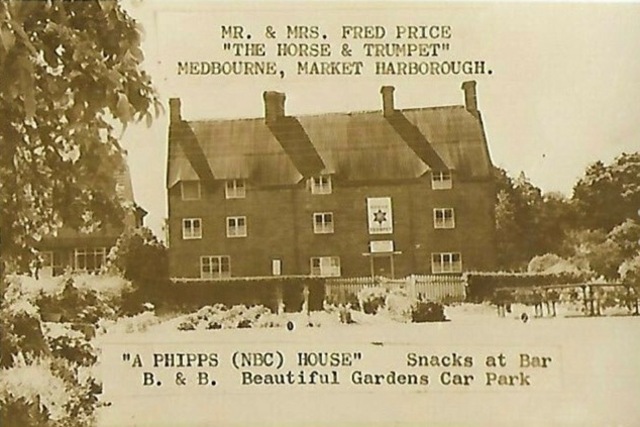 MR. & MRS. FRED PRICE
"THE HORSE & TRUMPET"
MEDBOURNE, MARKET HARBOROUGH.
TRUMPET
"A PHIPPS (NBC) HOUSE" Snacks at Bar
B. & B. Beautiful Gardens Car Park